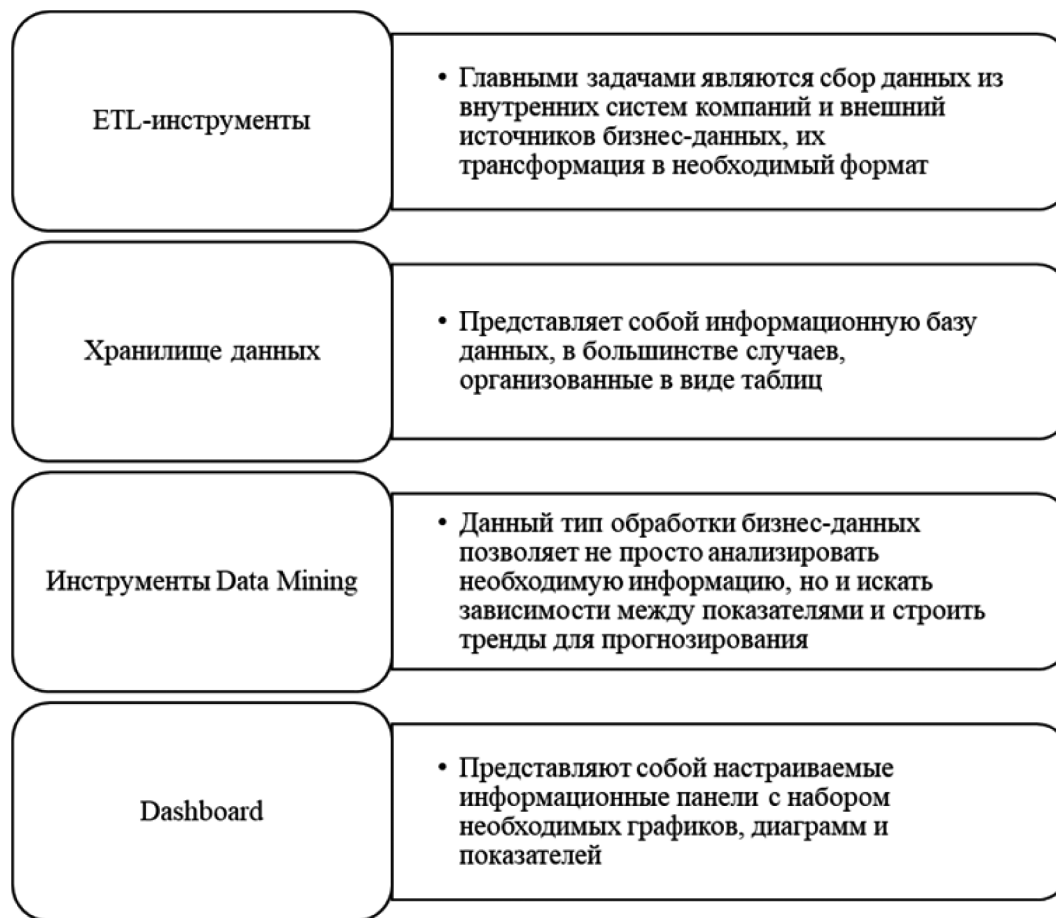 ETL-инструменты
• Главными задачами являются сбор данных из
внутренних систем компаний и внешний
источников бизнес-данных, их
трансформация в необходимый формат
Хранилище данных
• Представляет собой информационную базу
данных, в большинстве случаев,
организованные в виде таблиц
Инструменты Data Mining
• Данный тип обработки бизнес-данных
позволяет не просто анализировать
необходимую информацию, но и искать
зависимости между показателями и строить
тренды для прогнозирования
Dashboard
• Представляют собой настраиваемые
информационные панели с набором
необходимых графиков, диаграмм и
показателей